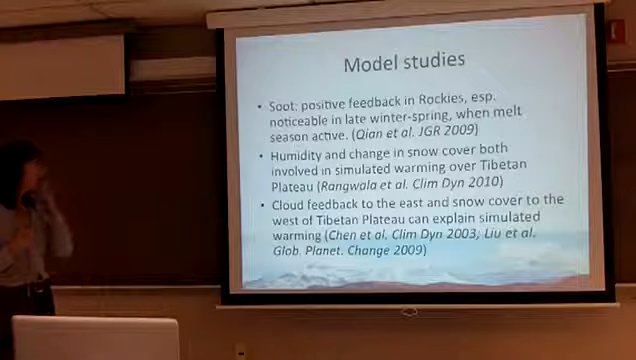 Model studies
• Soot: positive feedback in Rockies, esp.
noticeable in late winter-spring, when melt
season active. (Qian et al. JGR 2009)
• Humidity and change in snow cover both
involved in simulated warming over Tibetan
Plateau (Rangwala et al. Clim Dyn 2010)
• Cloud feedback to the east and snow cover to the
west of Tibetan Plateau can explain simulated
warming (Chen et al. Clim Dyn 2003; Liu et al.
Glob. Planet. Change 2009)